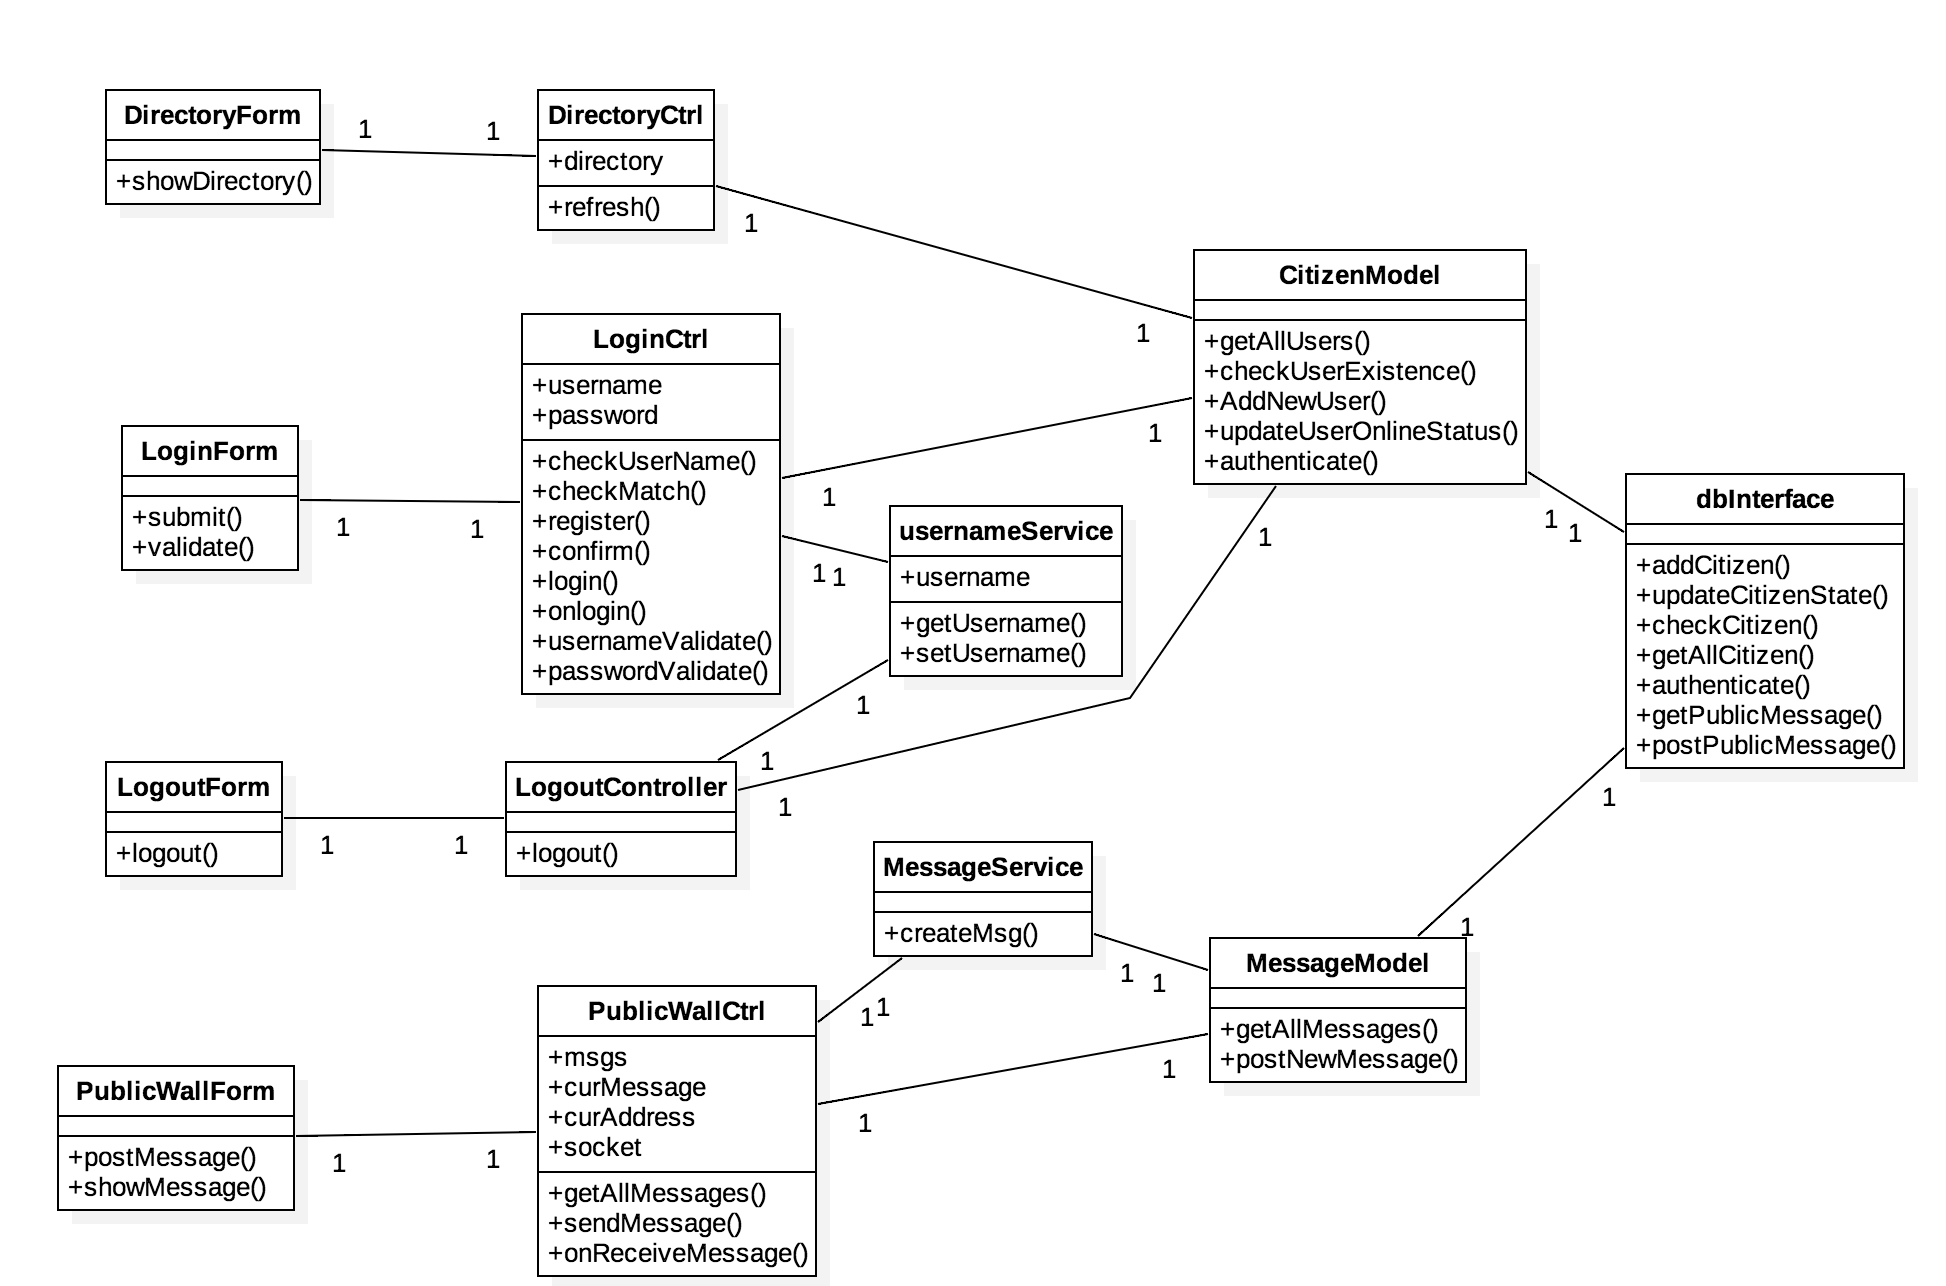 DirectoryForm
+showDirectory()
1
1
DirectoryCtrl
+directory
+refresh()
1
1
CitizenModel
+getAllUsers()
+checkUserExistence()
+AddNewUser()
+updateUserOnlineStatus()
+authenticate()
LoginForm
+submit()
+validate()
1
1
LoginCtrl
+username
+password
+checkUserName()
+checkMatch()
+register()
+confirm()
+login()
+onlogin()
+usernameValidate()
+passwordValidate()
1
1
1
1
usernameService
+username
+getUsername()
+setUsername()
1
1
1
dbInterface
+addCitizen()
+updateCitizenState()
+checkCitizen()
+getAllCitizen()
+authenticate()
+getPublicMessage()
+postPublicMessage()
LogoutForm
+logout()
1
1
LogoutController
+logout()
1
1
1
1
1
MessageService
+createMsg()
1
1
MessageModel
+getAllMessages()
+postNewMessage()
PublicWallForm
+postMessage()
+showMessage()
1
1
PublicWallCtrl
+msgs
+curMessage
+curAddress
+socket
+getAllMessages()
+sendMessage()
+onReceiveMessage()
1
1
1
1